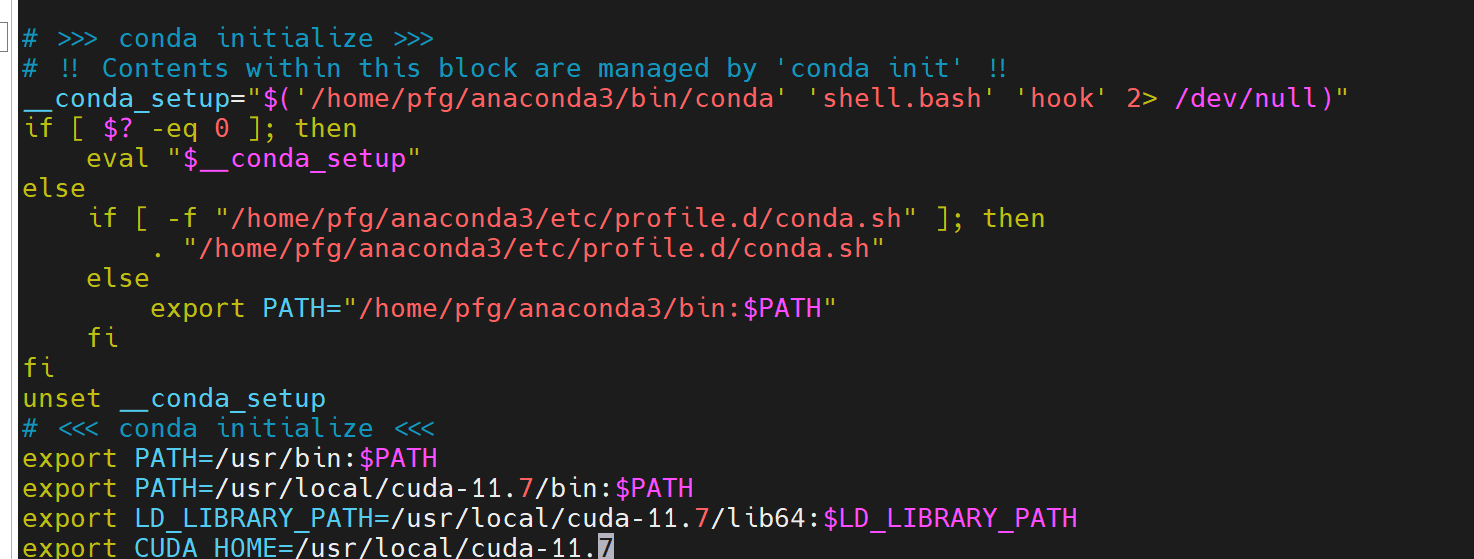 # >>> conda initialize >>>
# !! Contents within this block are managed by 'conda init' !!
__conda_setup="$('/home/pfg/anaconda3/bin/conda' 'shell.bash' 'hook' 2> /dev/null)"
if [ $? -eq 0 ]; then
    eval "$__conda_setup"
else
    if [ -f "/home/pfg/anaconda3/etc/profile.d/conda.sh" ]; then
        . "/home/pfg/anaconda3/etc/profile.d/conda.sh"
    else
        export PATH="/home/pfg/anaconda3/bin:$PATH"
    fi
fi
unset __conda_setup
# <<< conda initialize <<<
export PATH=/usr/bin:$PATH
export PATH=/usr/local/cuda-11.7/bin:$PATH
export LD_LIBRARY_PATH=/usr/local/cuda-11.7/lib64:$LD_LIBRARY_PATH
export CUDA_HOME=/usr/local/cuda-11.7